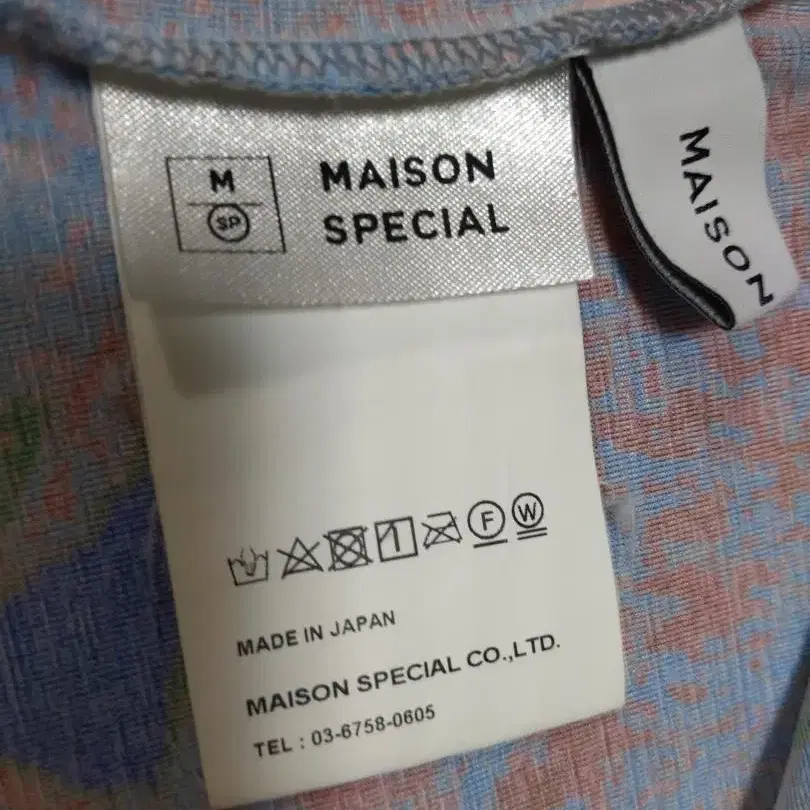 M
SP
MAISON
SPECIAL
MAISON
F
W
MADE IN JAPAN
MAISON SPECIAL CO.,LTD.
TEL : 03-6758-0605